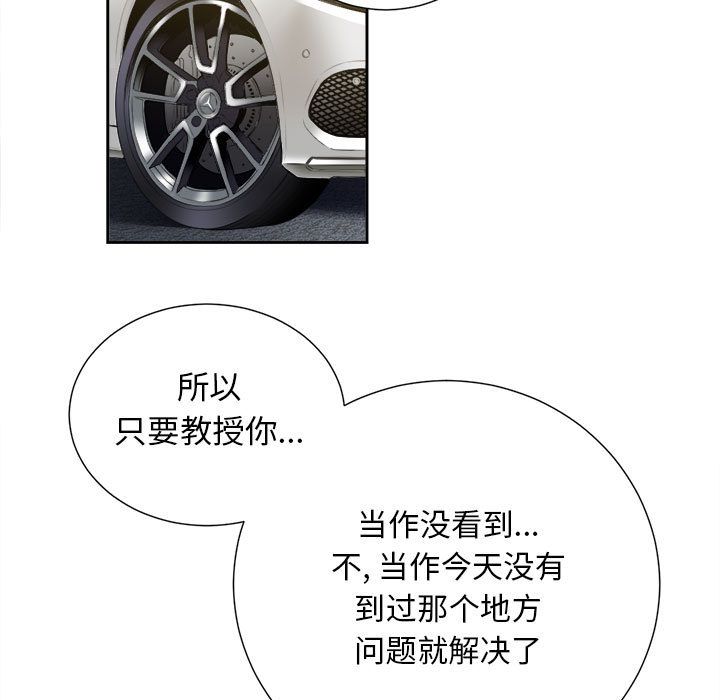 所以
只要教授你...
当作没看到...
不, 当作今天没有
到过那个地方
问题就解决了